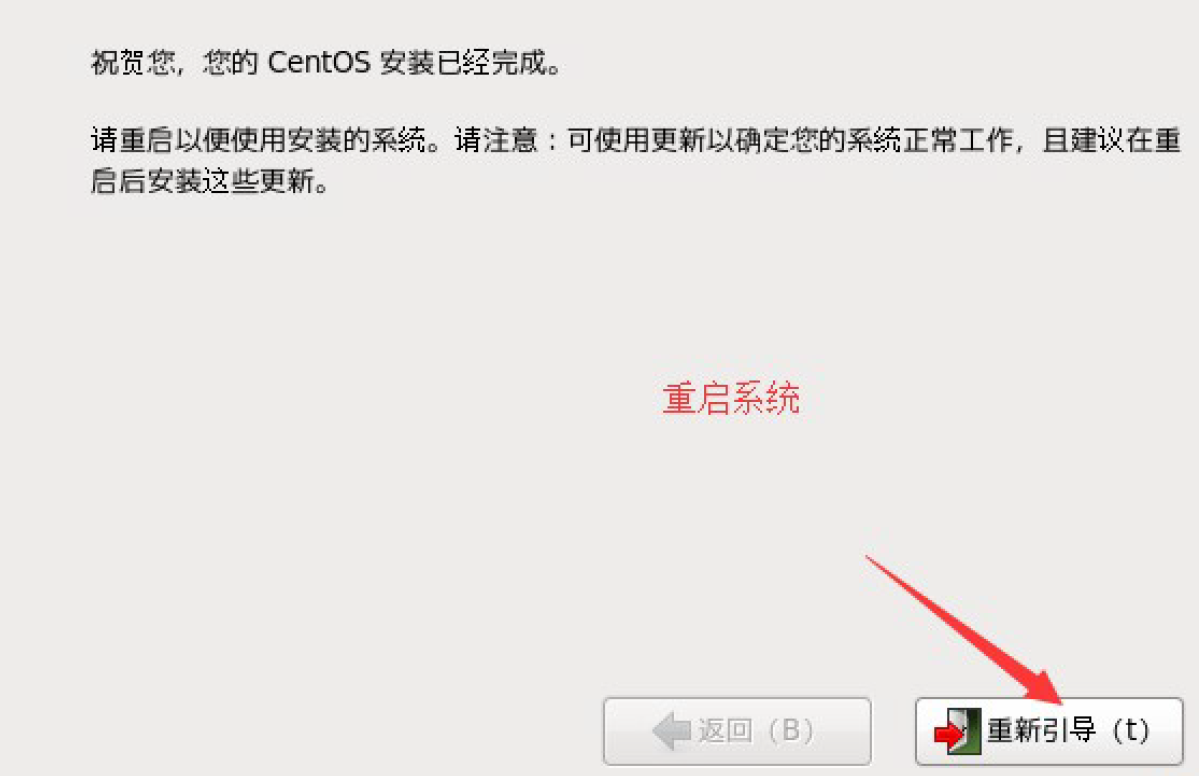 祝贺您，您的 CentOS 安装已经完成。
请重启以便使用安装的系统。请注意：可使用更新以确定您的系统正常工作，且建议在重
启后安装这些更新。
重启系统
返回（B）
重新引导（t）